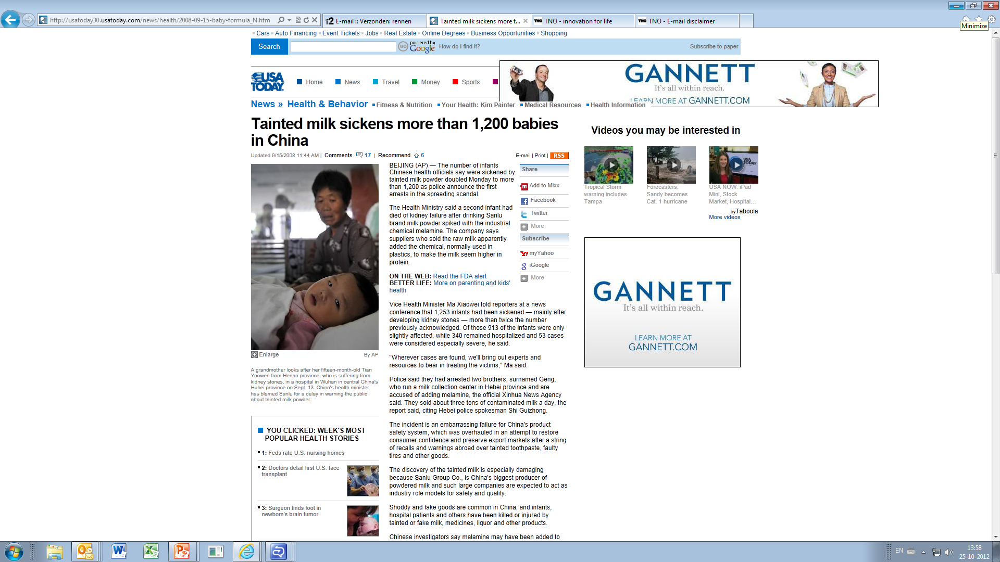 http://usatoday30.usatoday.com/news/health/2008-09-15-baby-formula_N.htm
E-mail :: Verzonden: rennen
Tainted milk sickens more t...
TNO - innovation for life
TNO - E-mail disclaimer
Minimize
Cars Auto Financing Event Tickets Jobs Real Estate Online Degrees Business Opportunities Shopping
Search
GO
powered by Google
How do I find it?
Subscribe to paper
USA TODAY
Home News Travel Money Sports
GANNETT
It's all within reach.
LEARN MORE AT GANNETT.COM
News » Health & Behavior Fitness & Nutrition Your Health: Kim Painter Medical Resources Health Information
Tainted milk sickens more than 1,200 babies
in China
Updated 9/15/2008 11:44 AM | Comments 17 | Recommend 6
E-mail | Print | RSS
By AP
Enlarge
A grandmother looks after her fifteen-month-old Tian
Yaowen from Henan province, who is suffering from
kidney stones, in a hospital in Wuhan in central China's
Hubei province on Sept. 13. China's health minister
has blamed Sanlu for a delay in warning the public
about tainted milk powder.
YOU CLICKED: WEEK'S MOST
POPULAR HEALTH STORIES
1: Feds rate U.S. nursing homes
2: Doctors detail first U.S. face
transplant
3: Surgeon finds foot in
newborn's brain tumor
BEIJING (AP) — The number of infants
Chinese health officials say were sickened by
tainted milk powder doubled Monday to more
than 1,200 as police announce the first
arrests in the spreading scandal.
The Health Ministry said a second infant had
died of kidney failure after drinking Sanlu
brand milk powder spiked with the industrial
chemical melamine. The company says
suppliers who sold the raw milk apparently
added the chemical, normally used in
plastics, to make the milk seem higher in
protein.
ON THE WEB: Read the FDA alert
BETTER LIFE: More on parenting and kids'
health
Vice Health Minister Ma Xiaowei told reporters at a news
conference that 1,253 infants had been sickened — mainly after
developing kidney stones — more than twice the number
previously acknowledged. Of those 913 of the infants were only
slightly affected, while 340 remained hospitalized and 53 cases
were considered especially severe, he said.
"Wherever cases are found, we'll bring out experts and
resources to bear in treating the victims," Ma said.
Police said they had arrested two brothers, surnamed Geng,
who run a milk collection center in Hebei province and are
accused of adding melamine, the official Xinhua News Agency
said. They sold about three tons of contaminated milk a day, the
report said, citing Hebei police spokesman Shi Guizhong.
The incident is an embarrassing failure for China's product
safety system, which was overhauled in an attempt to restore
consumer confidence and preserve export markets after a string
of recalls and warnings abroad over tainted toothpaste, faulty
tires and other goods.
The discovery of the tainted milk is especially damaging
because Sanlu Group Co., is China's biggest producer of
powdered milk and such large companies are expected to act as
industry role models for safety and quality.
Shoddy and fake goods are common in China, and infants,
hospital patients and others have been killed or injured by
tainted or fake milk, medicines, liquor and other products.
Chinese investigators say melamine may have been added to
Share
Add to Mixx
Facebook
Twitter
More
Subscribe
myYahoo
iGoogle
More
Videos you may be interested in
Tropical Storm
warning includes
Tampa
Forecasters:
Sandy becomes
Cat. 1 hurricane
USA NOW: iPad
Mini, Stock
Market, Hospital...
by Taboola
More videos
GANNETT
It's all within reach.
LEARN MORE AT
GANNETT.COM
EN
13:58
25-10-2012